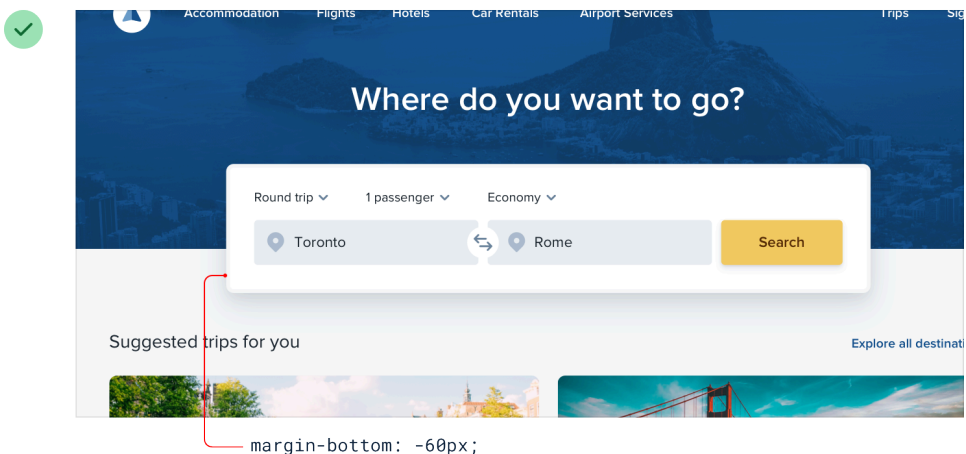 Accommodation Flights Hotels Car Rentals Airport Services Trips
Where do you want to go?
Round trip 1 passenger Economy
Toronto Rome Search
Suggested trips for you Explore all
margin-bottom: -60px;